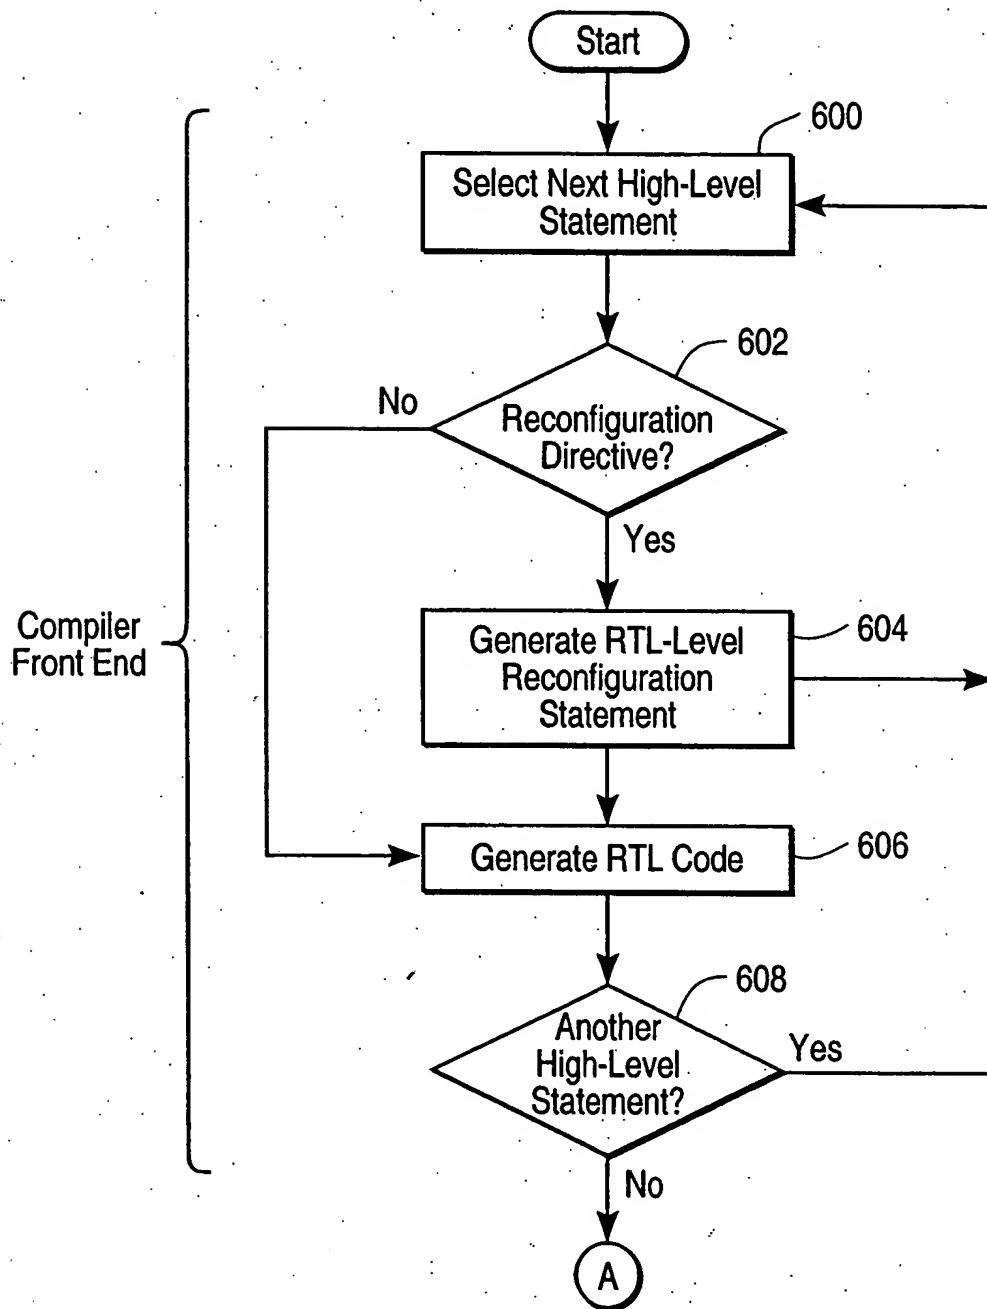 Start
600
Select Next High-Level
Statement
602
No
Reconfiguration
Directive?
Yes
Compiler
Front End
Generate RTL-Level
Reconfiguration
Statement
604
Generate RTL Code
606
608
Another
High-Level
Statement?
Yes
No
A